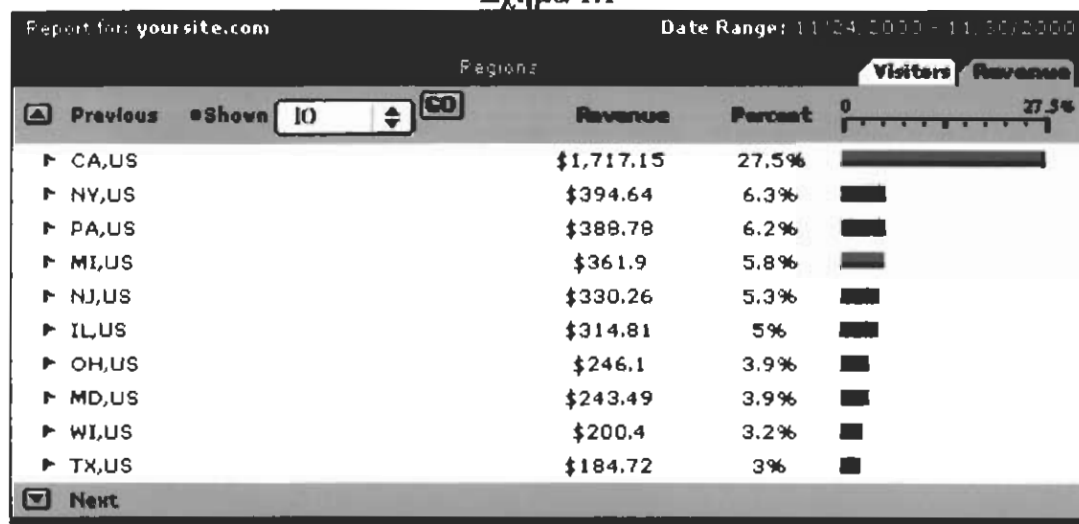 Report for: yoursite.com Date Range: 11/24/2000 - 11/30/2000
Regions Visitors Revenue
Previous #Shown 10 GO Revenue Percent 0 27.5%
CA,US $1,717.15 27.5%
NY,US $394.64 6.3%
PA,US $388.78 6.2%
MI,US $361.9 5.8%
NJ,US $330.26 5.3%
IL,US $314.81 5%
OH,US $246.1 3.9%
MD,US $243.49 3.9%
WI,US $200.4 3.2%
TX,US $184.72 3%
Next